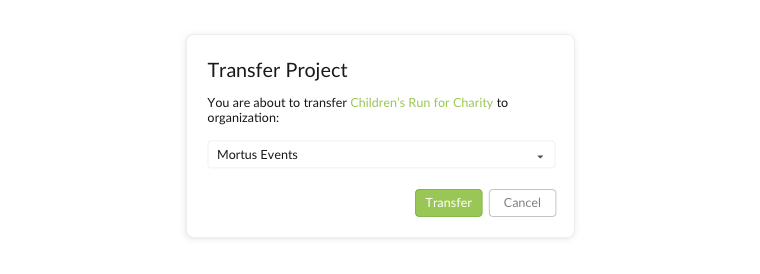 Transfer Project
You are about to transfer Children's Run for Charity to
organization:
Mortus Events
Transfer
Cancel